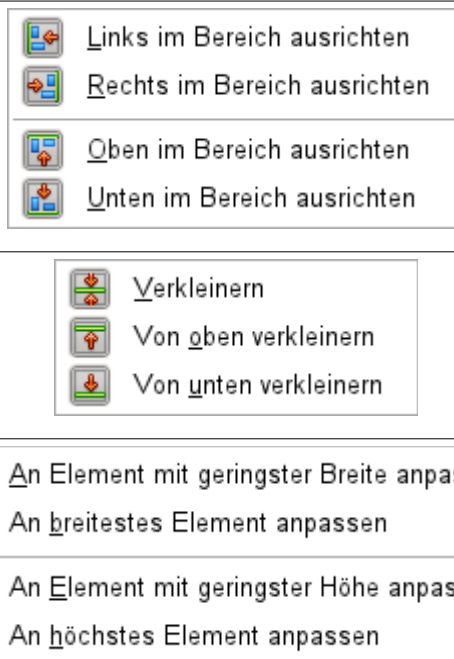 Links im Bereich ausrichten
Rechts im Bereich ausrichten
Oben im Bereich ausrichten
Unten im Bereich ausrichten
Verkleinern
Von oben verkleinern
Von unten verkleinern
An Element mit geringster Breite
An breitestes Element anpassen
An Element mit geringster Höhe
An höchstes Element anpassen